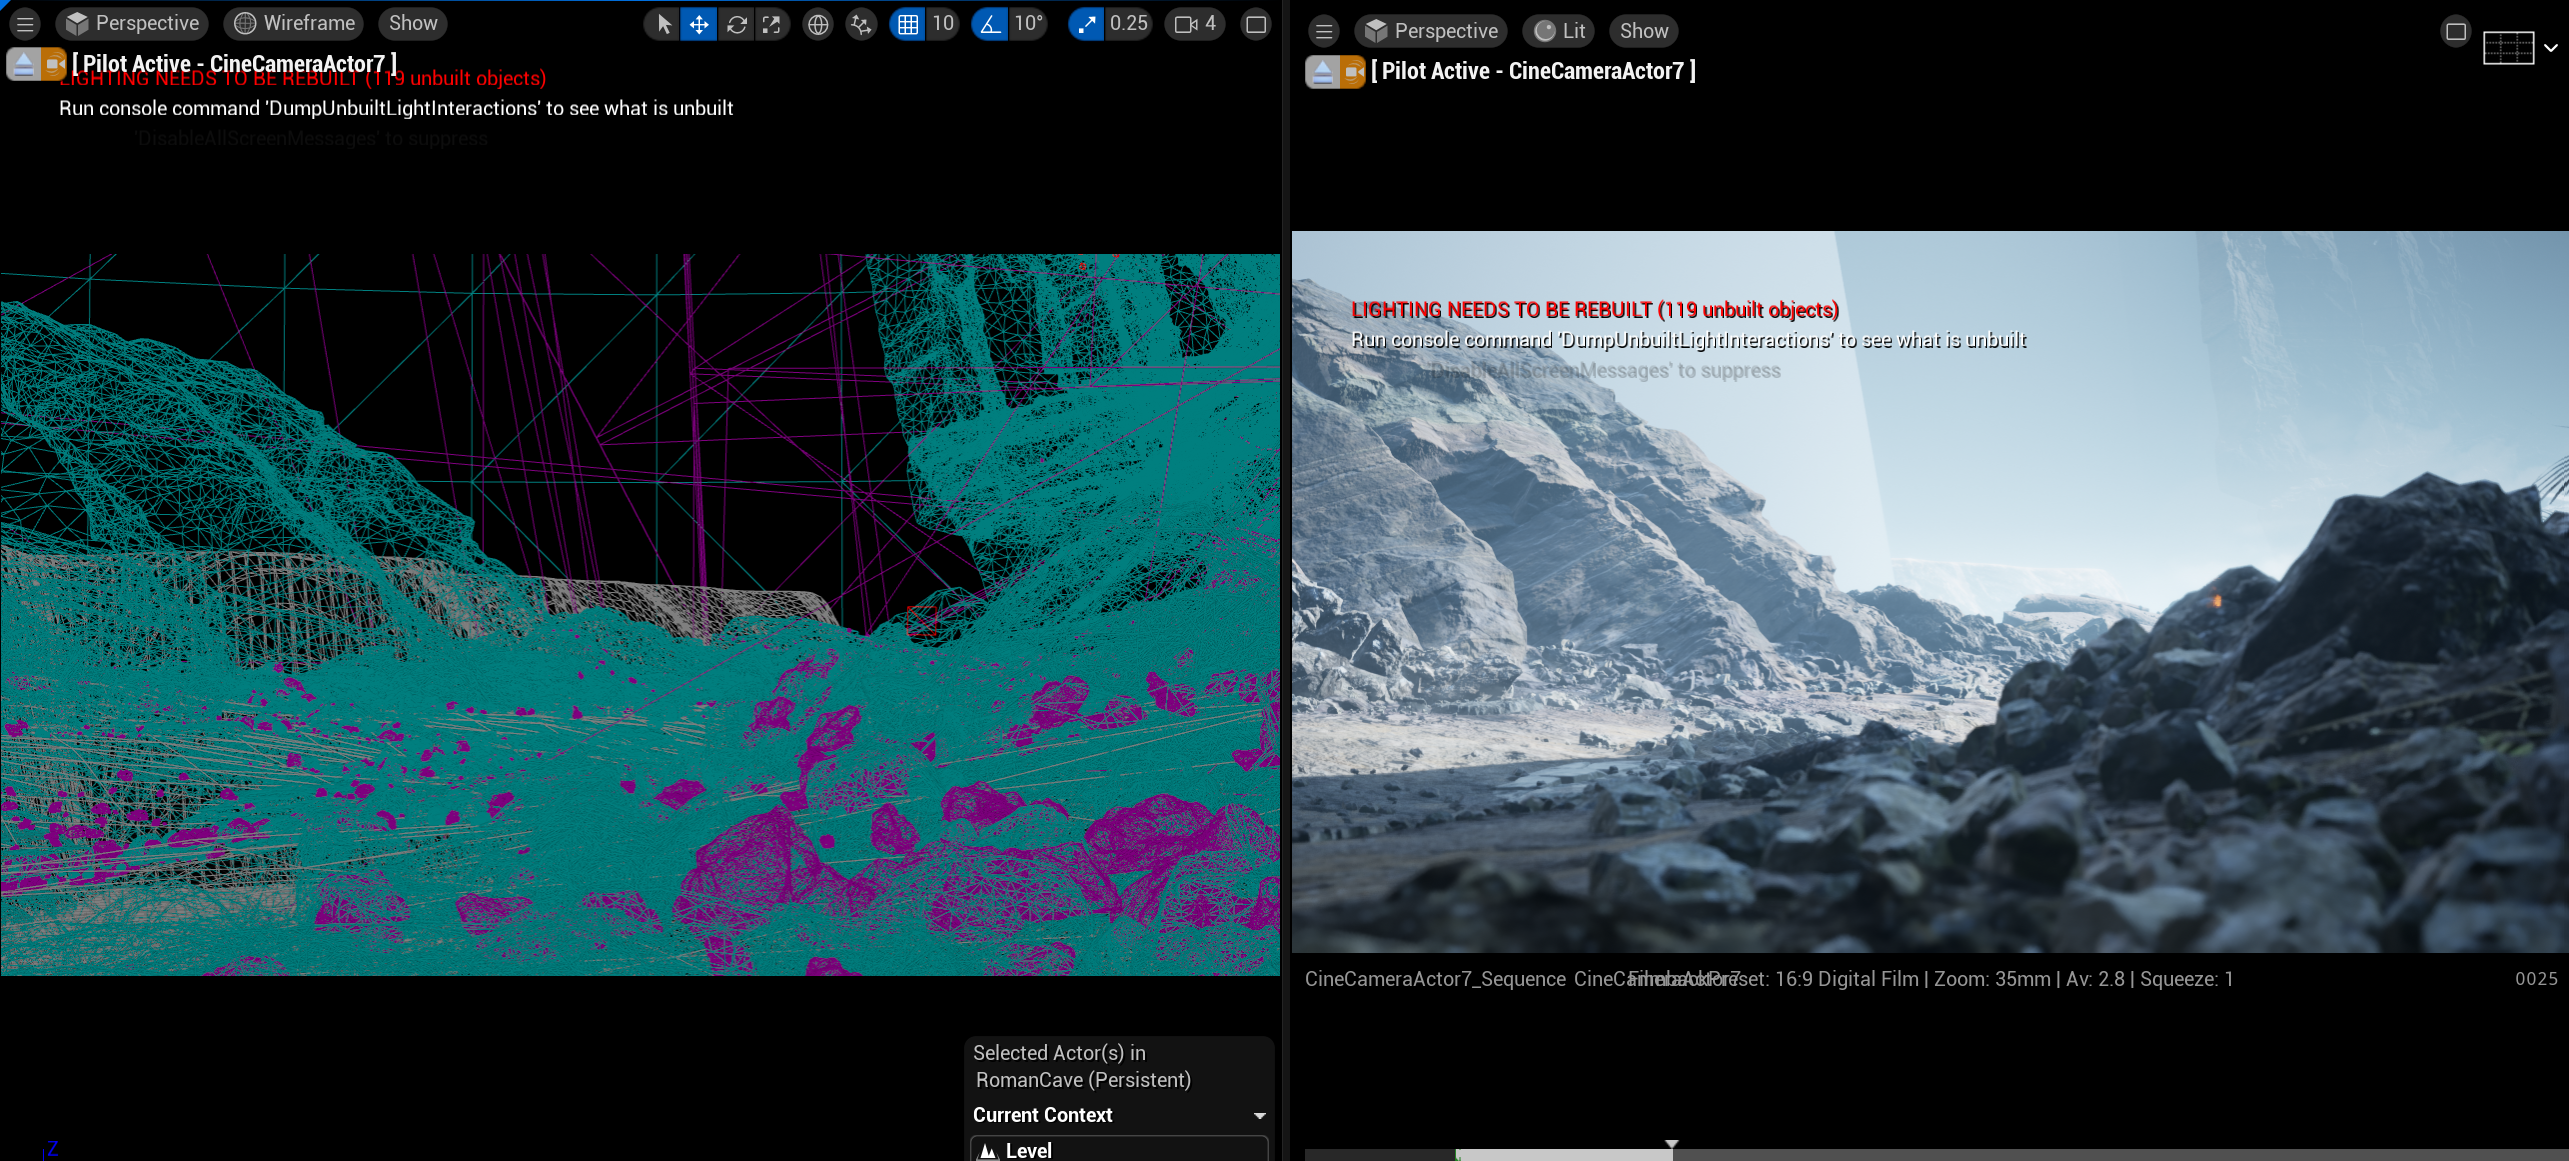 Perspective Wireframe Show 10 10° 0.25 4
[ Pilot Active - CineCameraActor7 ]
LIGHTING NEEDS TO BE REBUILT (119 unbuilt objects)
Run console command 'DumpUnbuiltLightInteractions' to see what is unbuilt
'DisableAllScreenMessages' to suppress
Selected Actor(s) in
RomanCave (Persistent)
Current Context
Level
Z
Perspective Lit Show
[ Pilot Active - CineCameraActor7 ]
LIGHTING NEEDS TO BE REBUILT (119 unbuilt objects)
Run console command 'DumpUnbuiltLightInteractions' to see what is unbuilt
'DisableAllScreenMessages' to suppress
CineCameraActor7_Sequence CineCameraActor7 FilmbackPreset: 16:9 Digital Film | Zoom: 35mm | Av: 2.8 | Squeeze: 1 0025